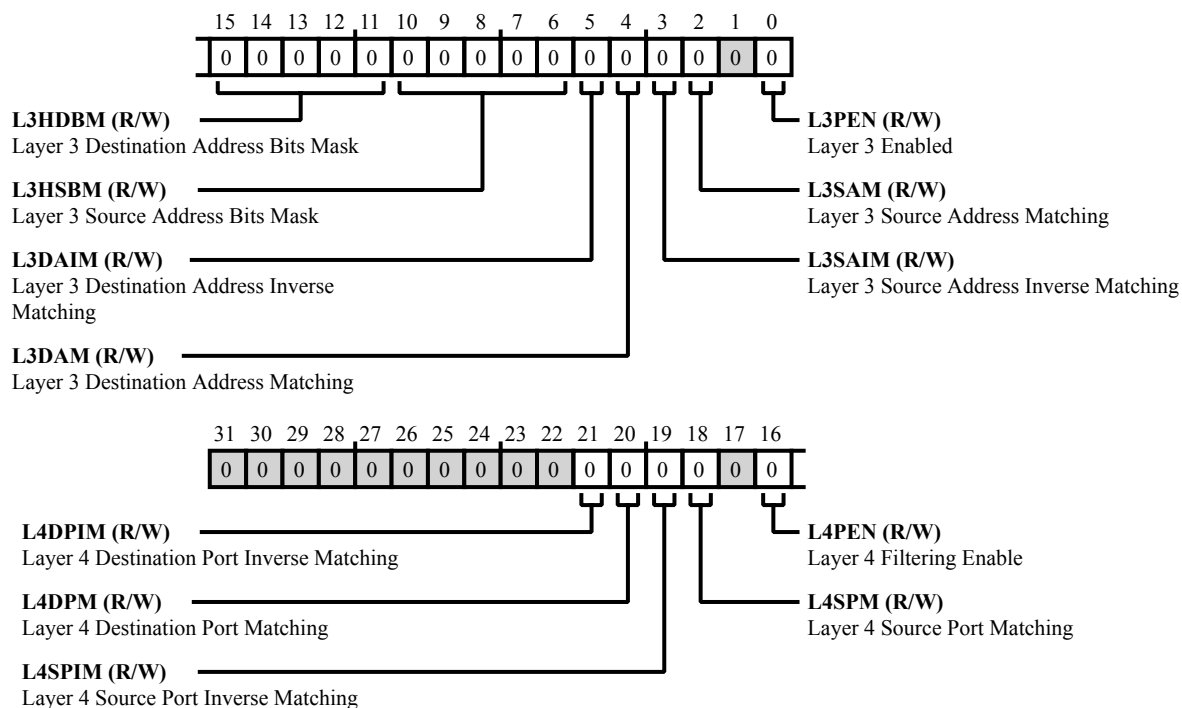 15 14 13 12 11 10 9 8 7 6 5 4 3 2 1 0
0 0 0 0 0 0 0 0 0 0 0 0 0 0 0 0
L3HDBM (R/W)
Layer 3 Destination Address Bits Mask
L3PEN (R/W)
Layer 3 Enabled
L3HSBM (R/W)
Layer 3 Source Address Bits Mask
L3SAM (R/W)
Layer 3 Source Address Matching
L3DAIM (R/W)
Layer 3 Destination Address Inverse
Matching
L3SAIM (R/W)
Layer 3 Source Address Inverse Matching
L3DAM (R/W)
Layer 3 Destination Address Matching
31 30 29 28 27 26 25 24 23 22 21 20 19 18 17 16
0 0 0 0 0 0 0 0 0 0 0 0 0 0 0 0
L4DPIM (R/W)
Layer 4 Destination Port Inverse Matching
L4PEN (R/W)
Layer 4 Filtering Enable
L4DPM (R/W)
Layer 4 Destination Port Matching
L4SPM (R/W)
Layer 4 Source Port Matching
L4SPIM (R/W)
Layer 4 Source Port Inverse Matching